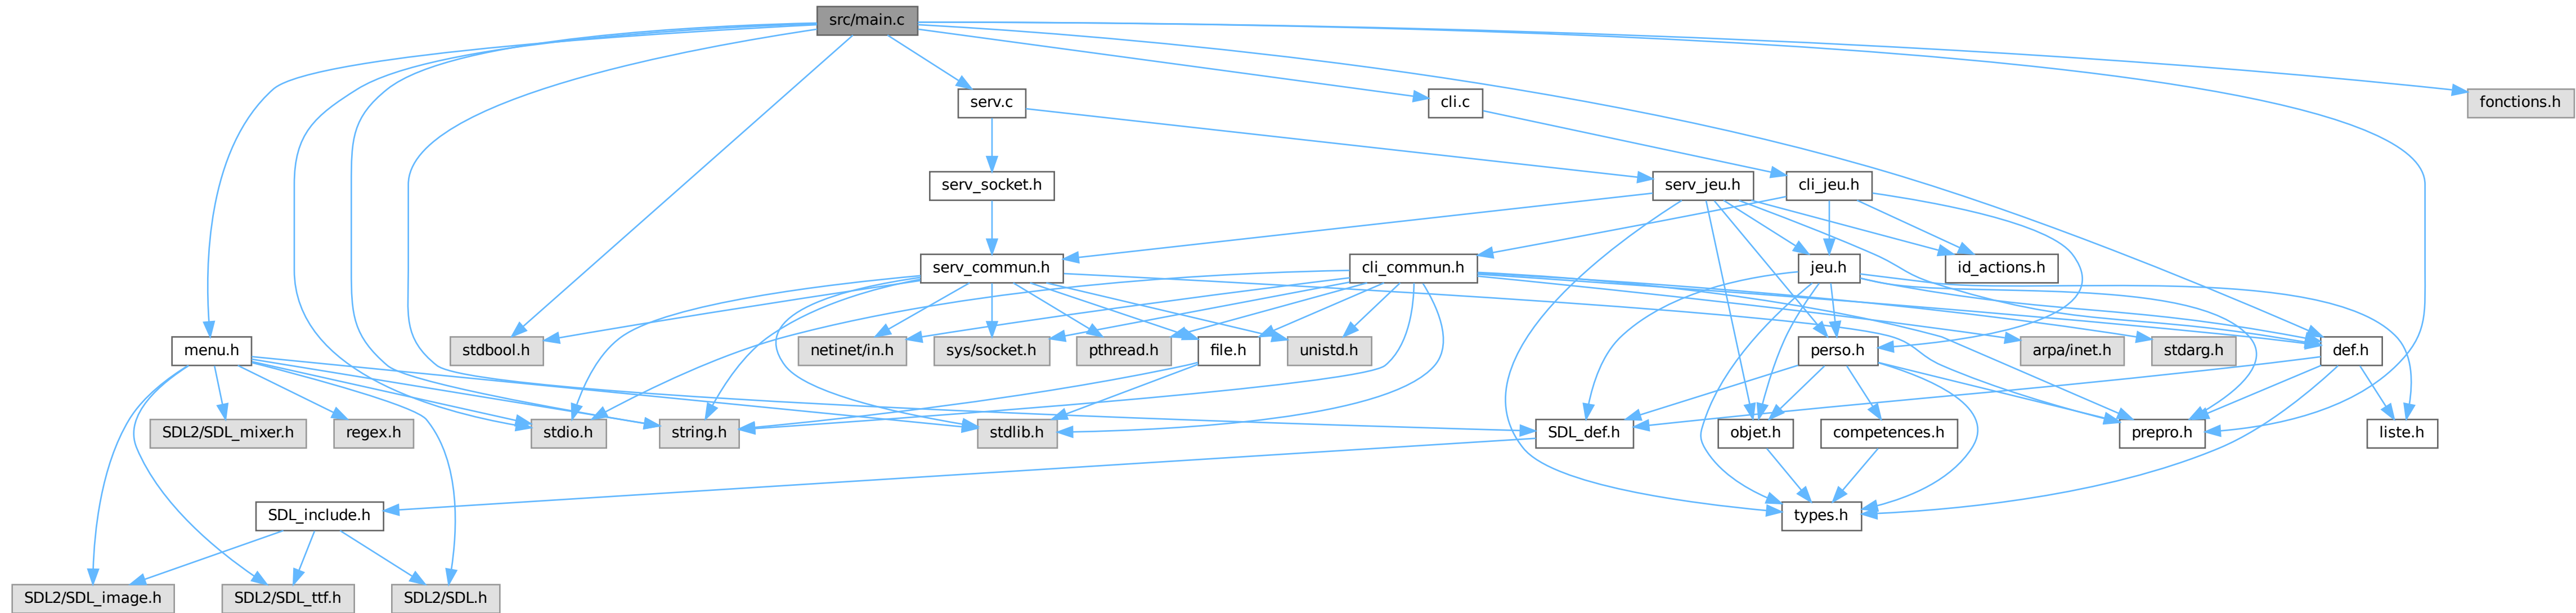 src/main.c
serv.c
cli.c
fonctions.h
serv_socket.h
serv_jeu.h
cli_jeu.h
serv_commun.h
cli_commun.h
jeu.h
id_actions.h
menu.h
stdbool.h
netinet/in.h
sys/socket.h
pthread.h
file.h
unistd.h
perso.h
arpa/inet.h
stdarg.h
def.h
SDL2/SDL_mixer.h
regex.h
stdio.h
string.h
stdlib.h
SDL_def.h
objet.h
competences.h
prepro.h
liste.h
SDL_include.h
types.h
SDL2/SDL_image.h
SDL2/SDL_ttf.h
SDL2/SDL.h